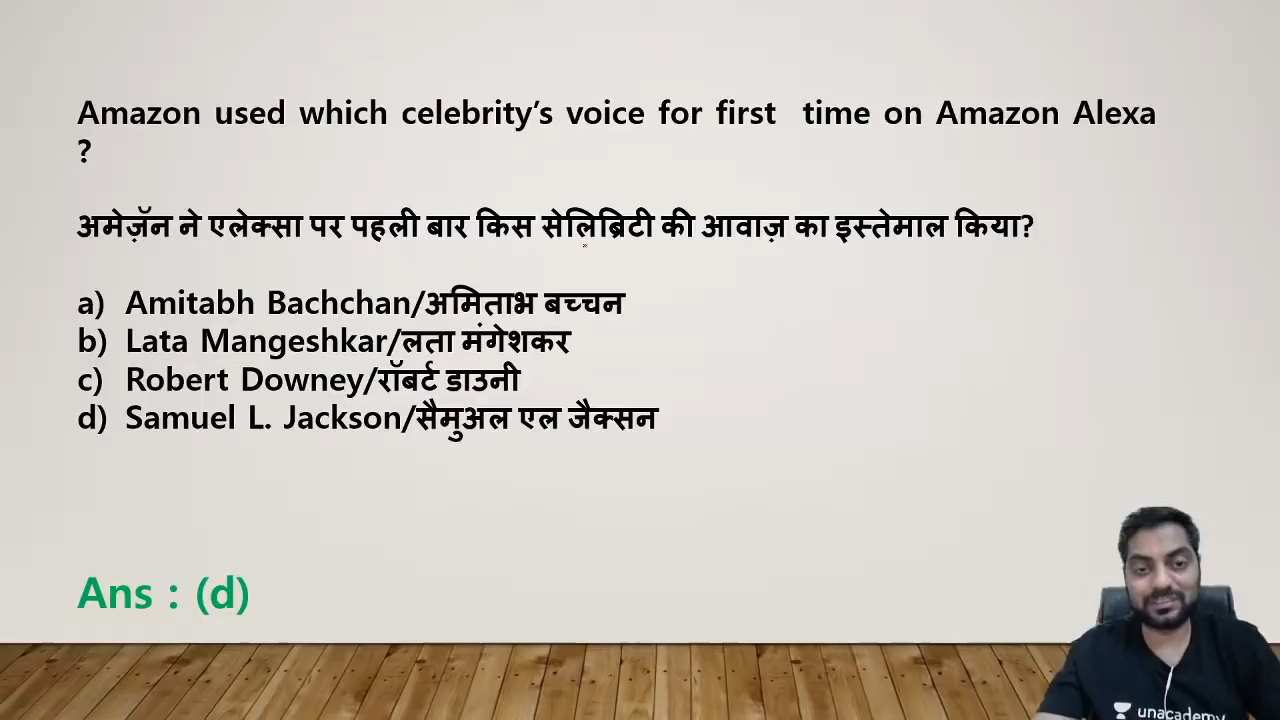 Amazon used which celebrity’s voice for first time on Amazon Alexa
?
अमेज़ॅन ने एलेक्सा पर पहली बार किस सेलिब्रिटी की आवाज़ का इस्तेमाल किया?
a) Amitabh Bachchan/अमिताभ बच्चन
b) Lata Mangeshkar/लता मंगेशकर
c) Robert Downey/रॉबर्ट डाउनी
d) Samuel L. Jackson/सैमुअल एल जैक्सन
Ans : (d)
unacademy